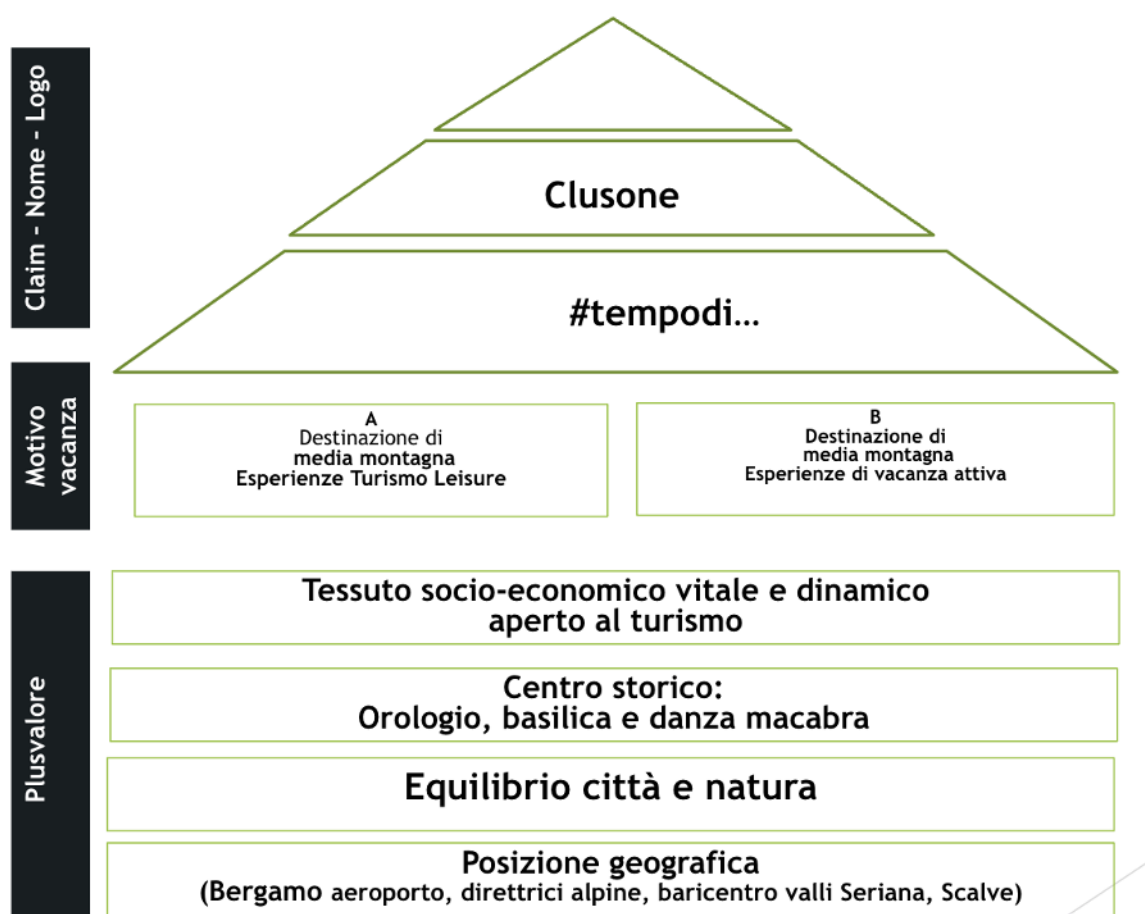 Claim - Nome - Logo
Clusone
#tempodi...
Motivo
vacanza
A
Destinazione di
media montagna
Esperienze Turismo Leisure
B
Destinazione di
media montagna
Esperienze di vacanza attiva
Plusvalore
Tessuto socio-economico vitale e dinamico
aperto al turismo
Centro storico:
Orologio, basilica e danza macabra
Equilibrio città e natura
Posizione geografica
(Bergamo aeroporto, direttrici alpine, baricentro valli Seriana, Scalve)